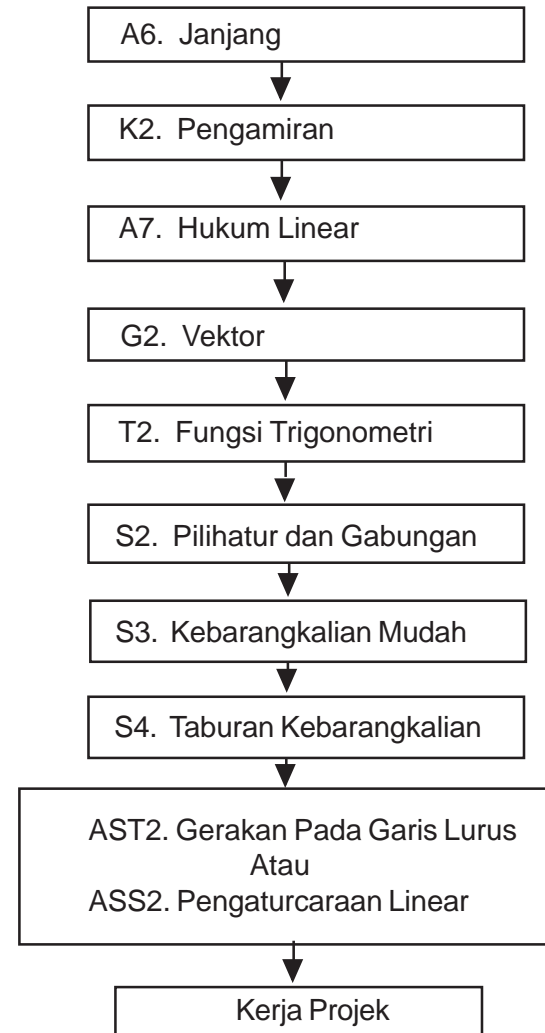 A6. Janjang
K2. Pengamiran
A7. Hukum Linear
G2. Vektor
T2. Fungsi Trigonometri
S2. Pilihatur dan Gabungan
S3. Kebarangkalian Mudah
S4. Taburan Kebarangkalian
AST2. Gerakan Pada Garis Lurus
Atau
ASS2. Pengaturcaraan Linear
Kerja Projek